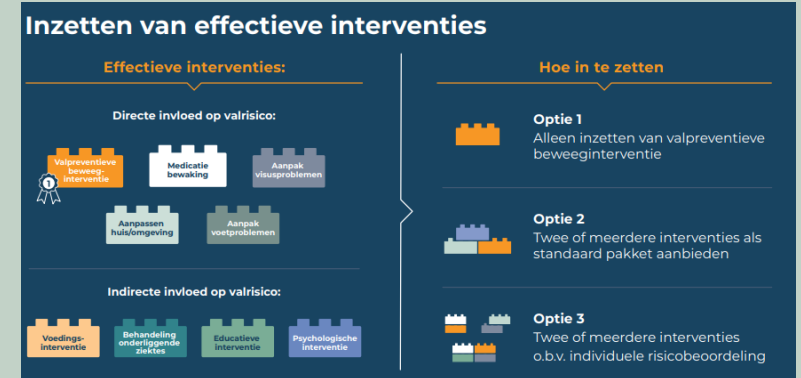 Inzetten van effectieve interventies
Effectieve interventies:
Directe invloed op valrisico:
Valpreventieve
beweeg-
interventie
1
Medicatie
bewaking
Aanpak
visusproblemen
Aanpassen
huis/omgeving
Aanpak
voetproblemen
Indirecte invloed op valrisico:
Voedings-
interventie
Behandeling
onderliggende
ziektes
Educatieve
interventie
Psychologische
interventie
Hoe in te zetten
Optie 1
Alleen inzetten van valpreventieve
beweeginterventie
Optie 2
Twee of meerdere interventies als
standaard pakket aanbieden
Optie 3
Twee of meerdere interventies
o.b.v. individuele risicobeoordeling